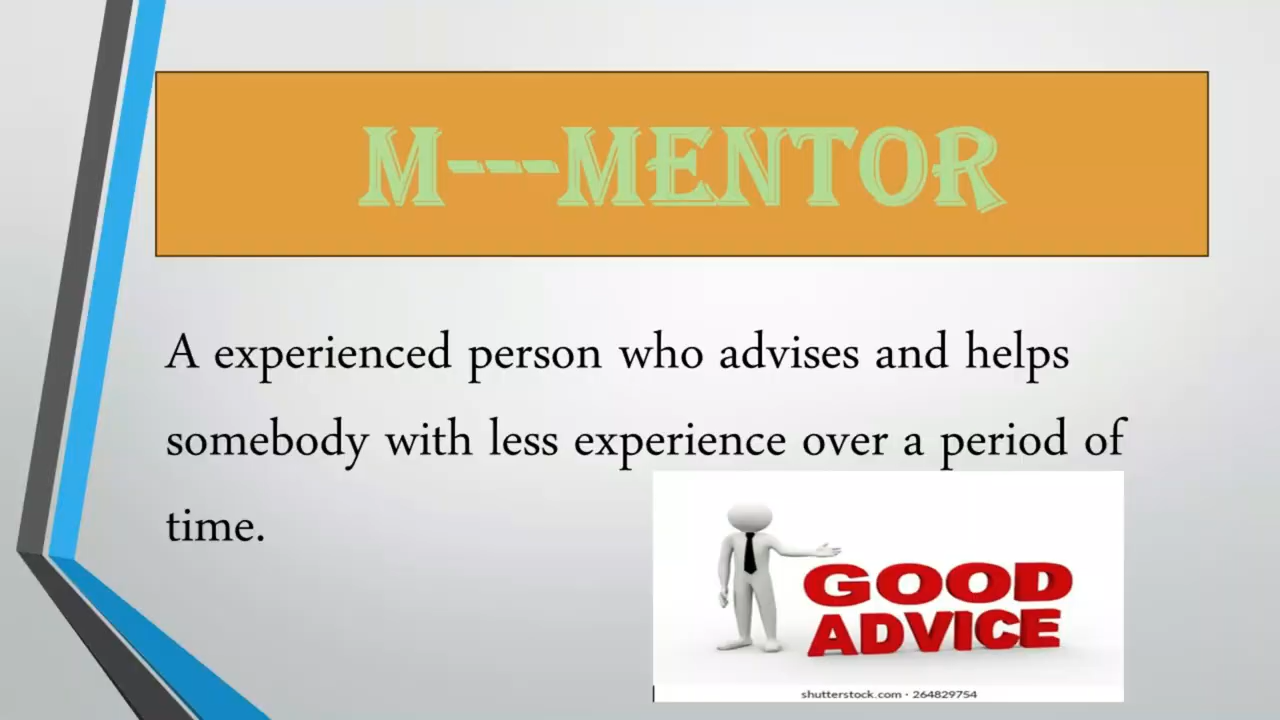 M---MENTOR
A experienced person who advises and helps
somebody with less experience over a period of
time.
GOOD
ADVICE
shutterstock.com · 264829754